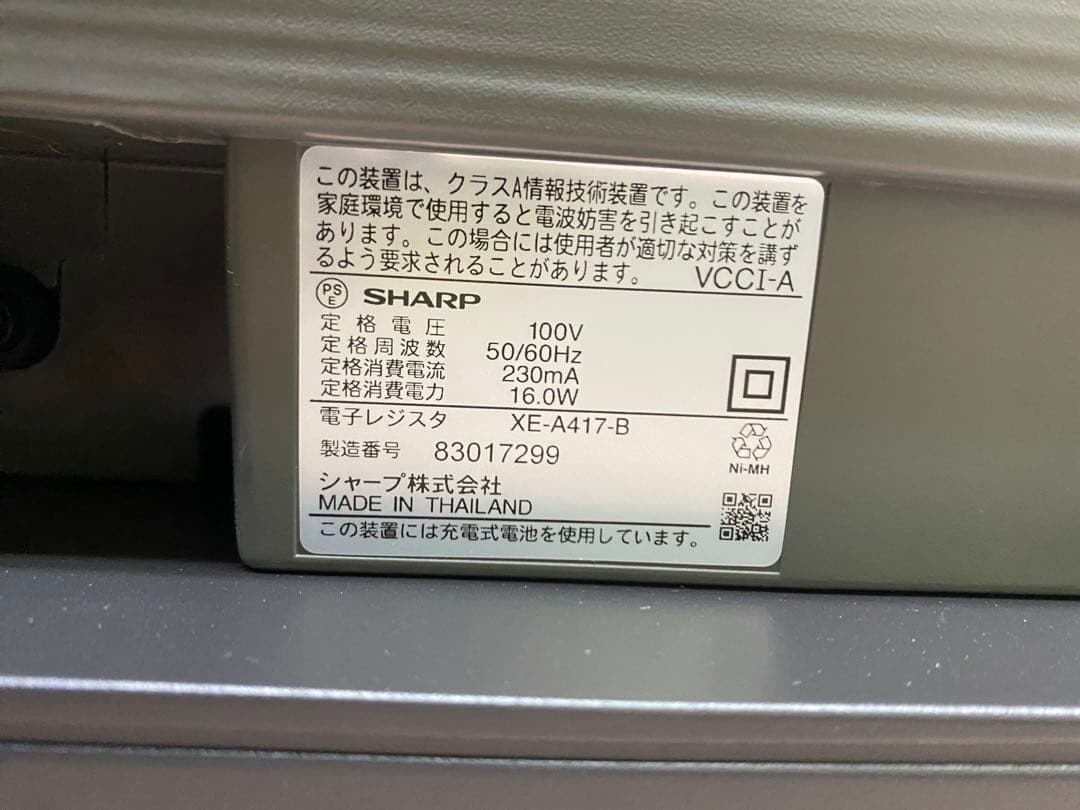 この装置は、クラスA情報技術装置です。この装置を
家庭環境で使用すると電波妨害を引き起こすことが
あります。この場合には使用者が適切な対策を講ず
るよう要求されることがあります。 VCCI-A
PS E SHARP
定格電圧 100V
定格周波数 50/60Hz
定格消費電流 230mA
定格消費電力 16.0W
電子レジスタ XE-A417-B
製造番号 83017299
Ni-MH
シャープ株式会社
MADE IN THAILAND
この装置には充電式電池を使用しています。